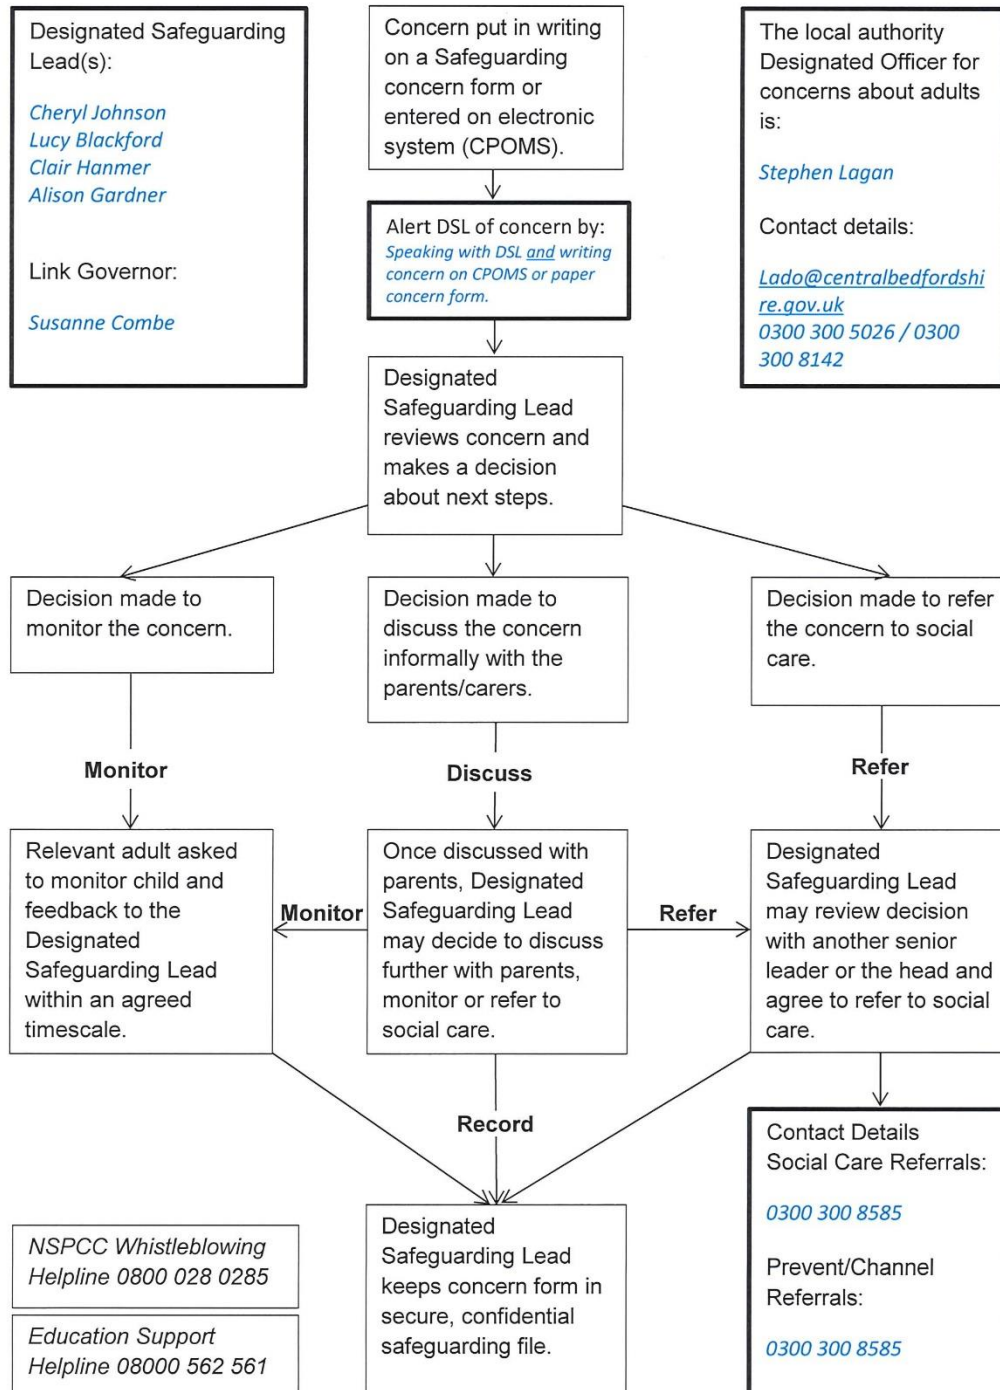 Designated Safeguarding
Lead(s):
Cheryl Johnson
Lucy Blackford
Clair Hanmer
Alison Gardner
Link Governor:
Susanne Combe
Concern put in writing
on a Safeguarding
concern form or
entered on electronic
system (CPOMS).
The local authority
Designated Officer for
concerns about adults
is:
Stephen Lagan
Contact details:
Lado@centralbedfordshi
re.gov.uk
0300 300 5026 / 0300
300 8142
Alert DSL of concern by:
Speaking with DSL and writing
concern on CPOMS or paper
concern form.
Designated
Safeguarding Lead
reviews concern and
makes a decision
about next steps.
Decision made to
monitor the concern.
Decision made to
discuss the concern
informally with the
parents/carers.
Decision made to refer
the concern to social
care.
Monitor
Discuss
Refer
Relevant adult asked
to monitor child and
feedback to the
Designated
Safeguarding Lead
within an agreed
timescale.
Monitor
Once discussed with
parents, Designated
Safeguarding Lead
may decide to discuss
further with parents,
monitor or refer to
social care.
Refer
Designated
Safeguarding Lead
may review decision
with another senior
leader or the head and
agree to refer to social
care.
Record
Contact Details
Social Care Referrals:
0300 300 8585
Prevent/Channel
Referrals:
0300 300 8585
Designated
Safeguarding Lead
keeps concern form in
secure, confidential
safeguarding file.
NSPCC Whistleblowing
Helpline 0800 028 0285
Education Support
Helpline 08000 562 561